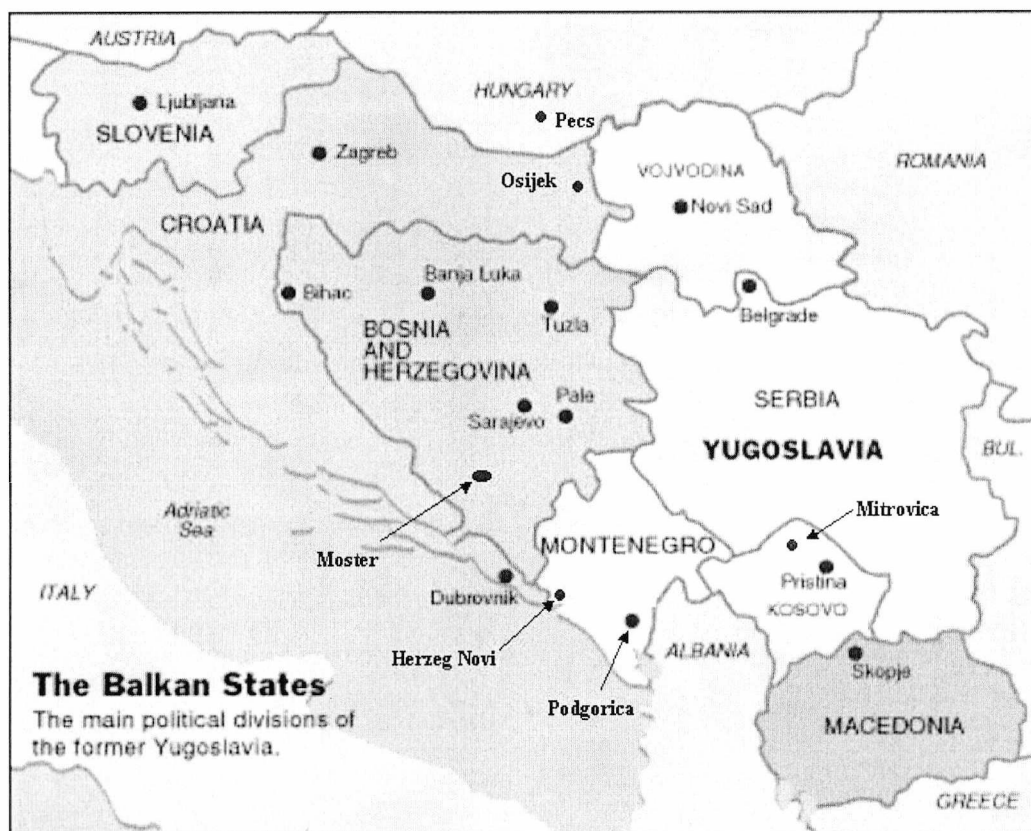 AUSTRIA
HUNGARY
Ljubljana
Pecs
SLOVENIA
Zagreb
ROMANIA
VOJVODINA
Osijek
Novi Sad
CROATIA
Banja Luka
Bihac
Tuzla
Belgrade
BOSNIA
AND
HERZEGOVINA
Pale
SERBIA
Sarajevo
YUGOSLAVIA
BUL.
Adriatic
Sea
Mitrovica
MONTENEGRO
Moster
Pristina
ITALY
Dubrovnik
KOSOVO
ALBANIA
Herzeg Novi
Skopje
The Balkan States
Podgorica
The main political divisions of
the former Yugoslavia.
MACEDONIA
GREECE